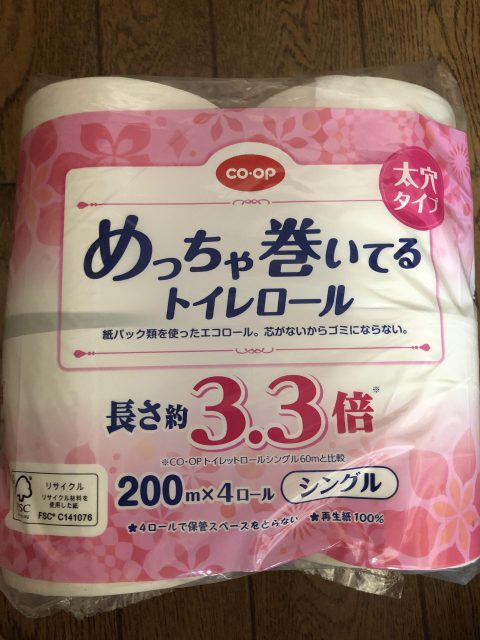 CO・OP
太穴
タイプ
めっちゃ巻いてる
トイレロール
紙パック類を使ったエコロール。芯がないからゴミにならない。
長さ約3.3倍※
※CO・OPトイレットロールシングル60mと比較
200m×4ロール シングル
★4ロールで保管スペースをとらない ★再生紙100%
リサイクル
リサイクル材料を
使用した紙
FSC® C141076
FSC